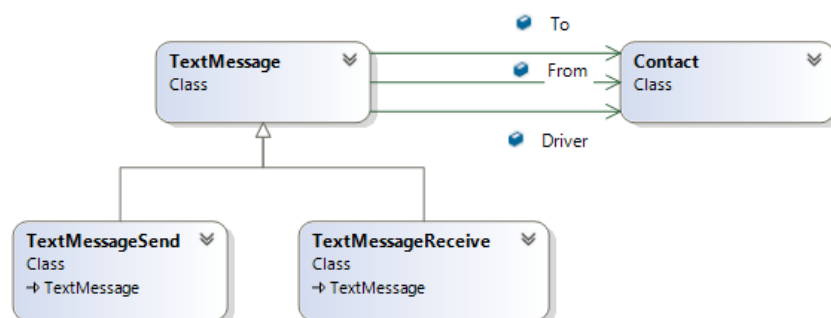 To
TextMessage
Class
From
Contact
Class
Driver
TextMessageSend
Class
TextMessage
TextMessageReceive
Class
TextMessage